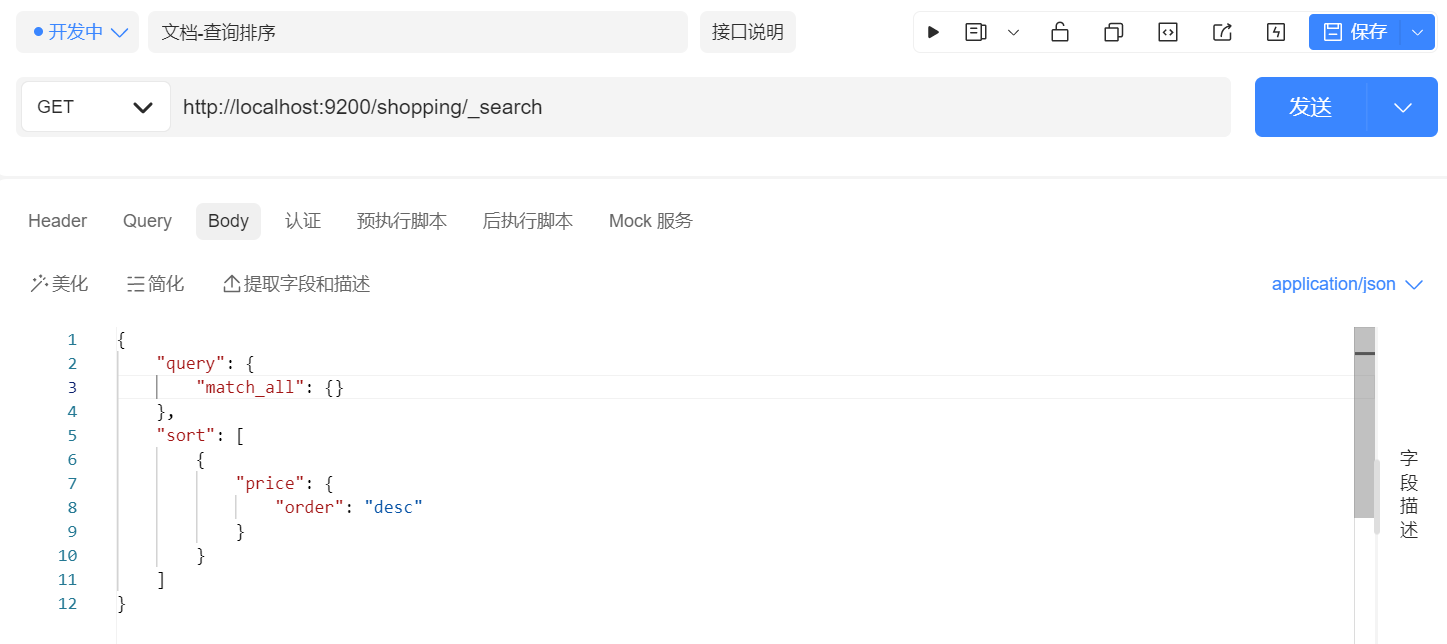 开发中
文档-查询排序
接口说明
保存
GET
http://localhost:9200/shopping/_search
发送
Header
Query
Body
认证
预执行脚本
后执行脚本
Mock 服务
美化
简化
提取字段和描述
application/json
1 {
2 "query": {
3 "match_all": {}
4 },
5 "sort": [
6 {
7 "price": {
8 "order": "desc"
9 }
10 }
11 ]
12 }
字段描述